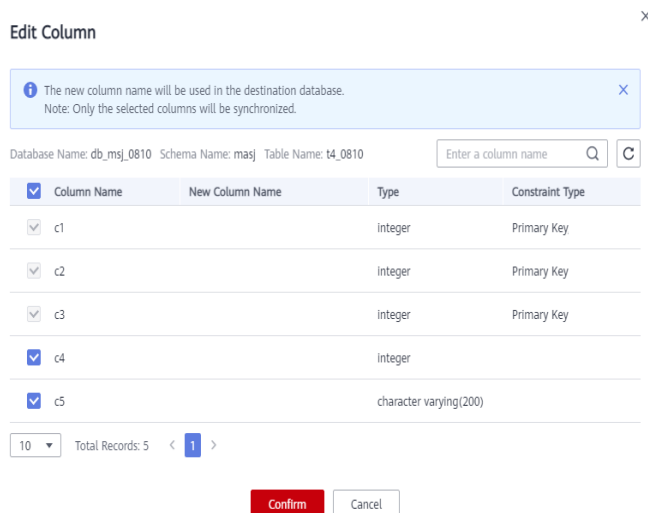 Edit Column
The new column name will be used in the destination database.
Note: Only the selected columns will be synchronized.
Database Name: db_msj_0810 Schema Name: masj Table Name: t4_0810 Enter a column name
Column Name New Column Name Type Constraint Type
c1 integer Primary Key
c2 integer Primary Key
c3 integer Primary Key
c4 integer
c5 character varying(200)
10 Total Records: 5 < 1 >
Confirm Cancel